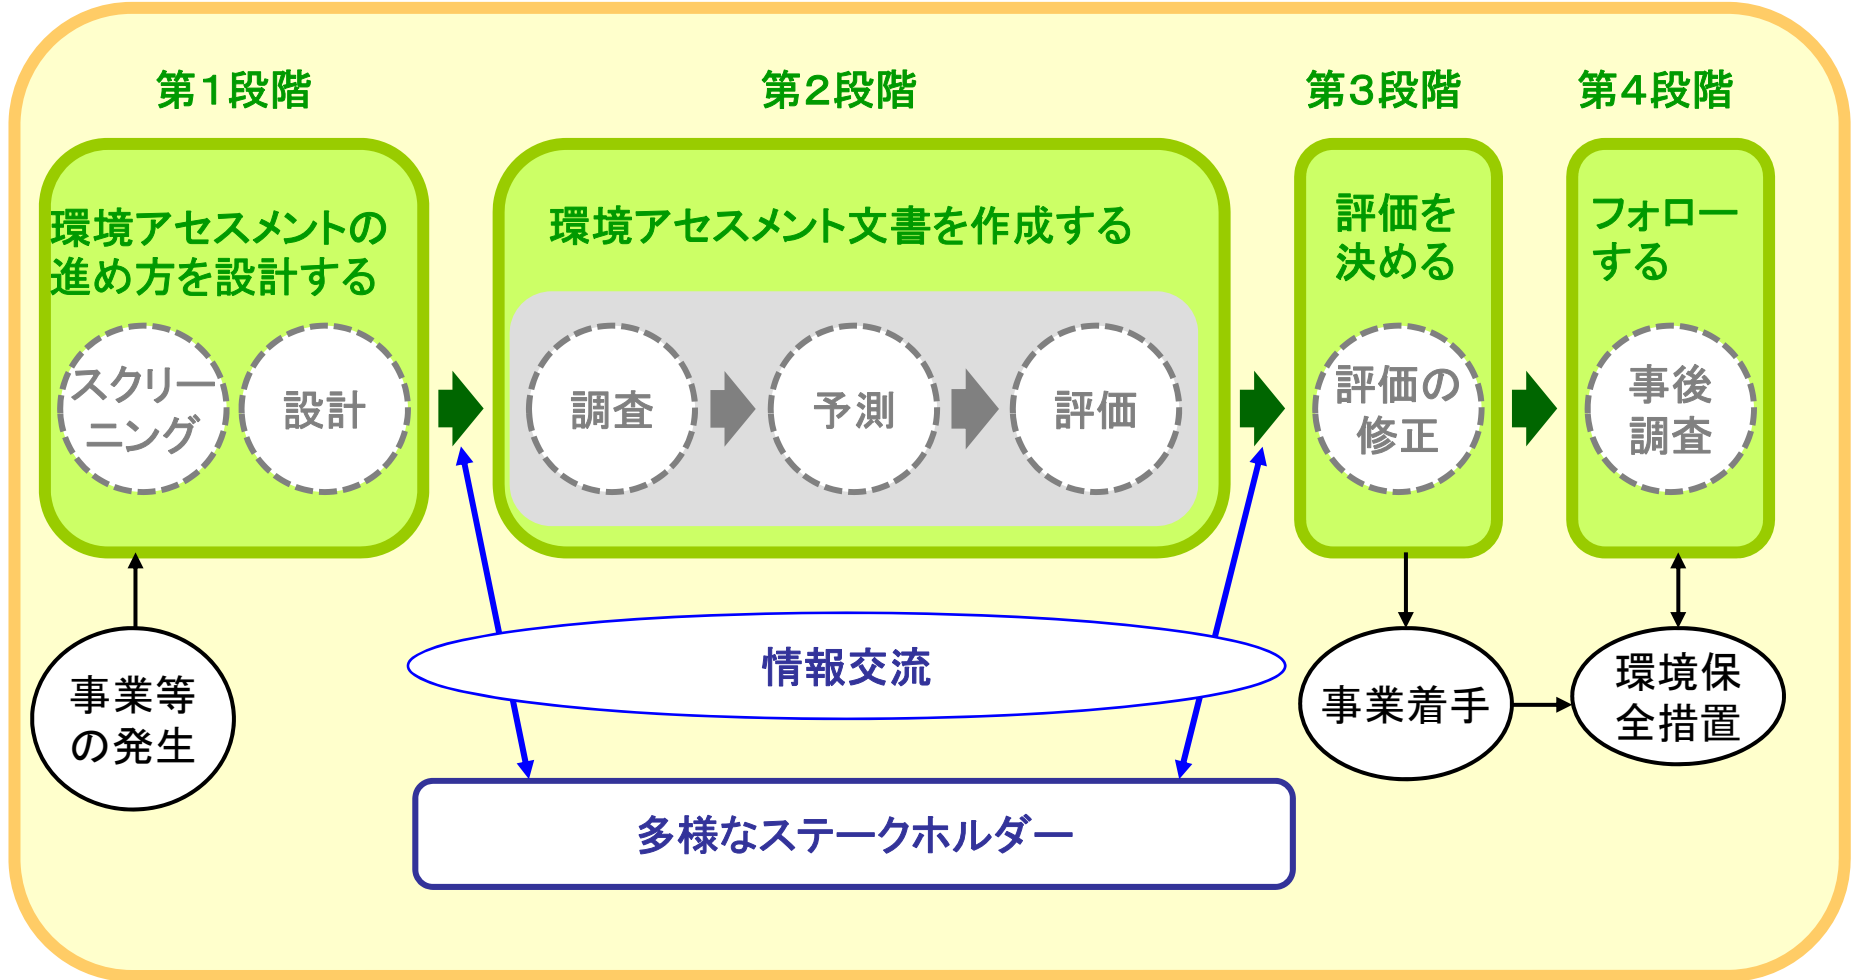 第１段階
第２段階
第３段階
第４段階
環境アセスメントの
進め方を設計する
環境アセスメント文書を作成する
評価を
決める
フォロー
する
スクリー
ニング
設計
調査
予測
評価
評価の
修正
事後
調査
事業等
の発生
情報交流
事業着手
環境保
全措置
多様なステークホルダー